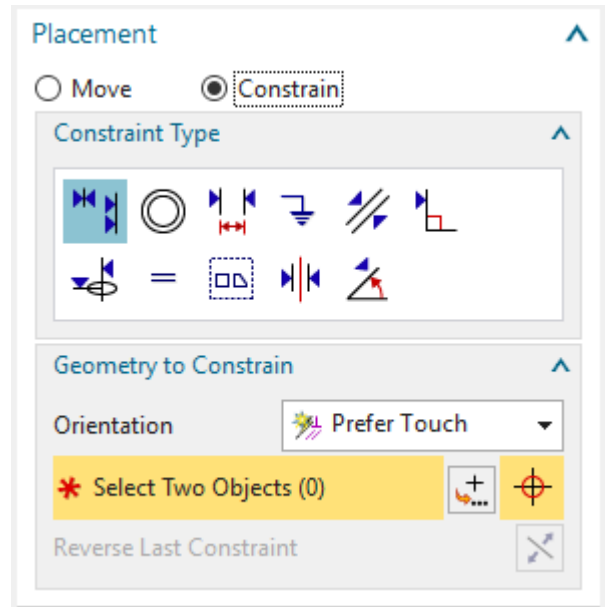 Placement
Move Constrain
Constraint Type
Geometry to Constrain
Orientation Prefer Touch
* Select Two Objects (0)
Reverse Last Constraint